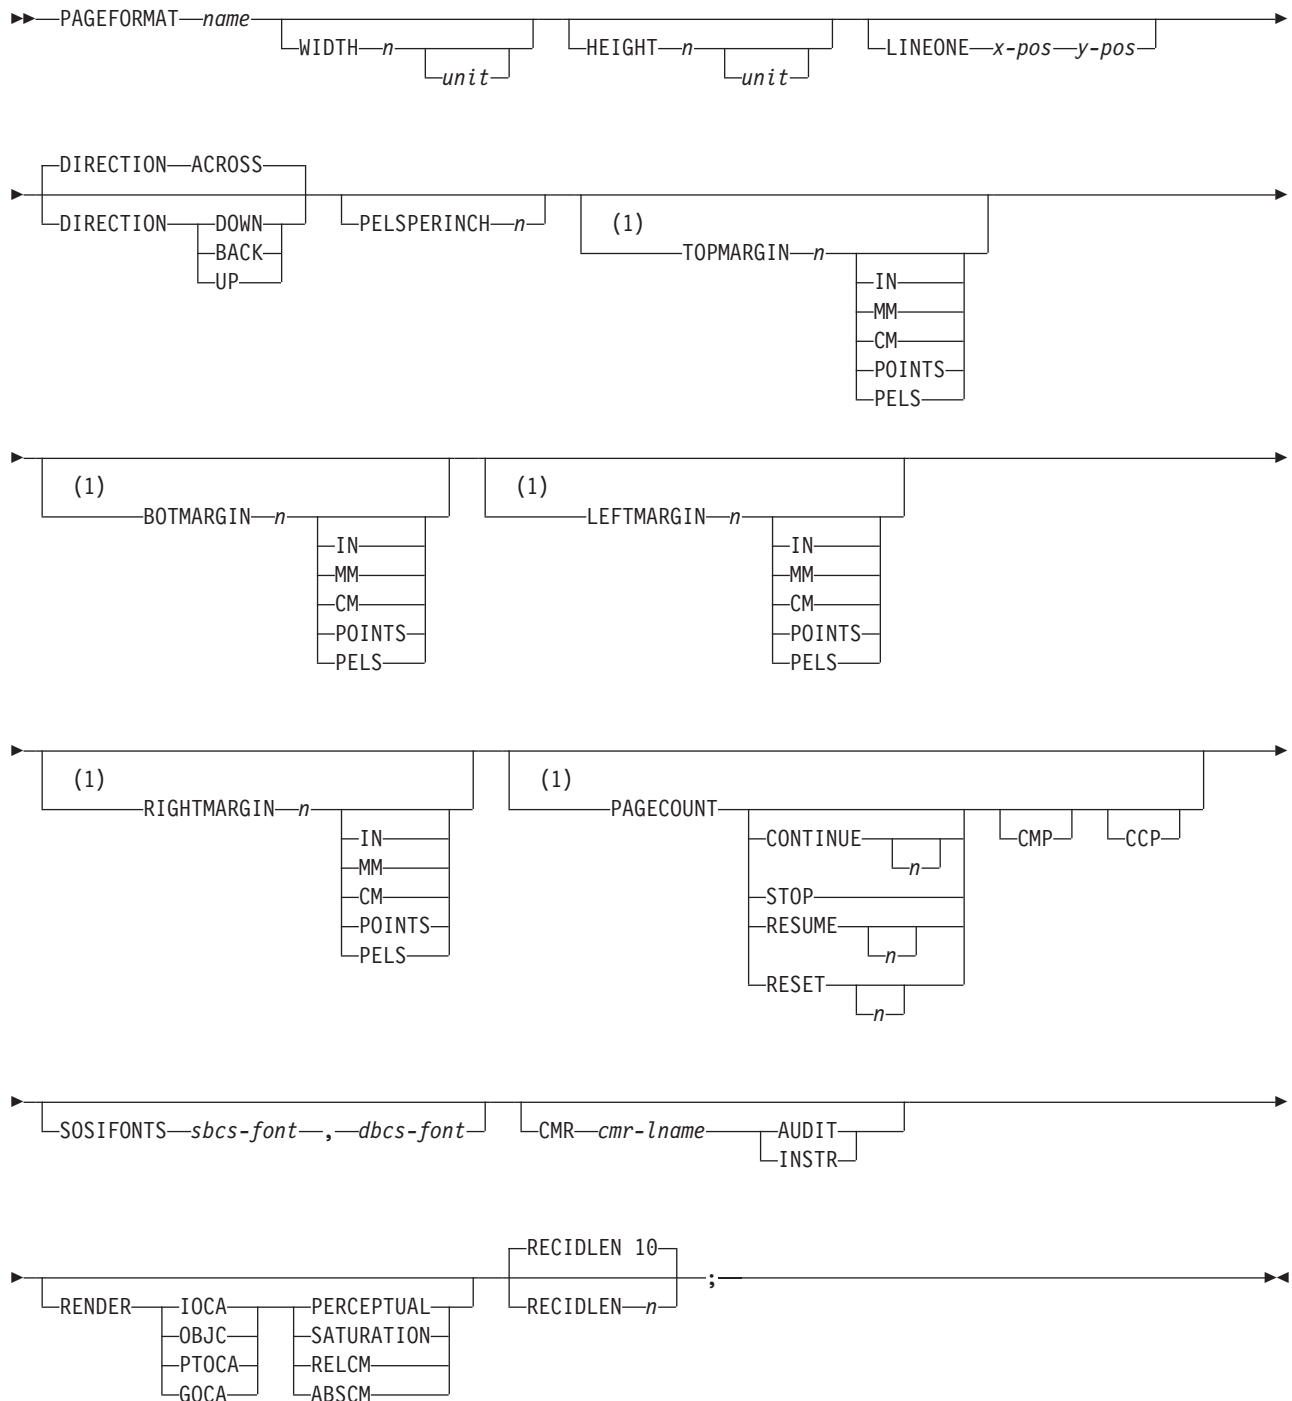 PAGEFORMAT name
WIDTH n unit
HEIGHT n unit
LINEONE x-pos y-pos
DIRECTION ACROSS
DIRECTION DOWN
BACK
UP
PELSPERINCH n
(1)
TOPMARGIN n
IN
MM
CM
POINTS
PELS
(1)
BOTMARGIN n
IN
MM
CM
POINTS
PELS
(1)
LEFTMARGIN n
IN
MM
CM
POINTS
PELS
(1)
RIGHTMARGIN n
IN
MM
CM
POINTS
PELS
(1)
PAGECOUNT
CONTINUE n
STOP
RESUME n
RESET n
CMP
CCP
SOSIFONTS sbcs-font , dbcs-font
CMR cmr-lname AUDIT
INSTR
RENDER IOCA
OBJC
PTOCA
GOCA
PERCEPTUAL
SATURATION
RELCM
ABSCM
RECIDLEN 10
RECIDLEN n
;